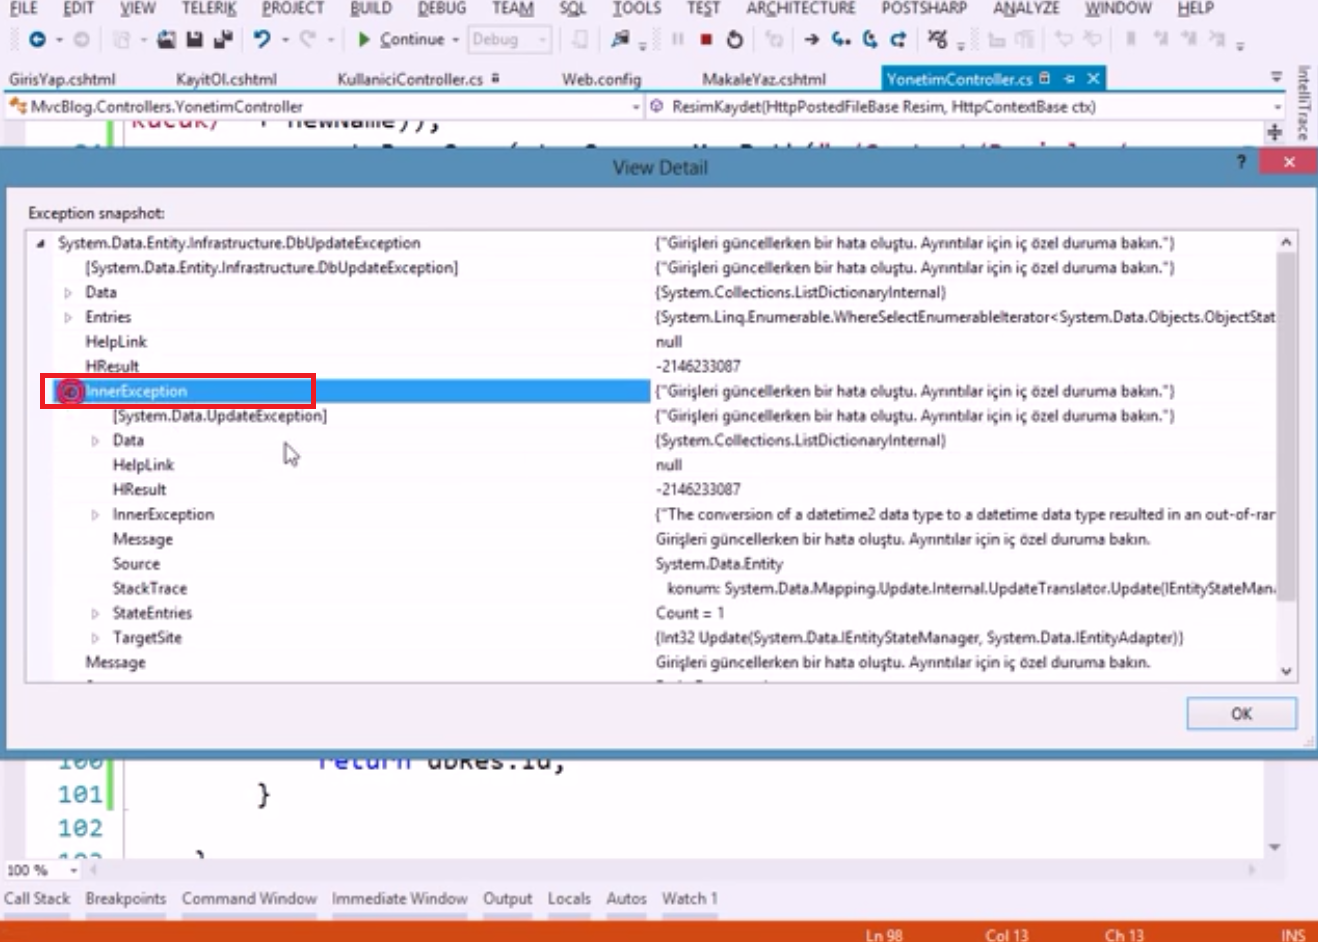 FILE EDIT VIEW TELERIK PROJECT BUILD DEBUG TEAM SQL TOOLS TEST ARCHITECTURE POSTSHARP ANALYZE WINDOW HELP
Continue Debug
GirisYap.cshtml KayitOl.cshtml KullaniciController.cs Web.config MakaleYaz.cshtml YonetimController.cs
IntelliTrace
MvcBlog.Controllers.YonetimController ResimKaydet(HttpPostedFileBase Resim, HttpContextBase ctx)
+ newName));
View Detail ?
Exception snapshot:
System.Data.Entity.Infrastructure.DbUpdateException {"Girişleri güncellerken bir hata oluştu. Ayrıntılar için iç özel duruma bakın."}
[System.Data.Entity.Infrastructure.DbUpdateException] {"Girişleri güncellerken bir hata oluştu. Ayrıntılar için iç özel duruma bakın."}
Data {System.Collections.ListDictionaryInternal}
Entries {System.Linq.Enumerable.WhereSelectEnumerableIterator<System.Data.Objects.ObjectStat
HelpLink null
HResult -2146233087
InnerException {"Girişleri güncellerken bir hata oluştu. Ayrıntılar için iç özel duruma bakın."}
[System.Data.UpdateException] {"Girişleri güncellerken bir hata oluştu. Ayrıntılar için iç özel duruma bakın."}
Data {System.Collections.ListDictionaryInternal}
HelpLink null
HResult -2146233087
InnerException {"The conversion of a datetime2 data type to a datetime data type resulted in an out-of-rar
Message Girişleri güncellerken bir hata oluştu. Ayrıntılar için iç özel duruma bakın.
Source System.Data.Entity
StackTrace konum: System.Data.Mapping.Update.Internal.UpdateTranslator.Update(IEntityStateMan
StateEntries Count = 1
TargetSite {Int32 Update(System.Data.IEntityStateManager, System.Data.IEntityAdapter)}
Message Girişleri güncellerken bir hata oluştu. Ayrıntılar için iç özel duruma bakın.
OK
100 return dbRes.id;
101 }
102
103 }
100 %
Call Stack Breakpoints Command Window Immediate Window Output Locals Autos Watch 1
Ln 98 Col 13 Ch 13 INS